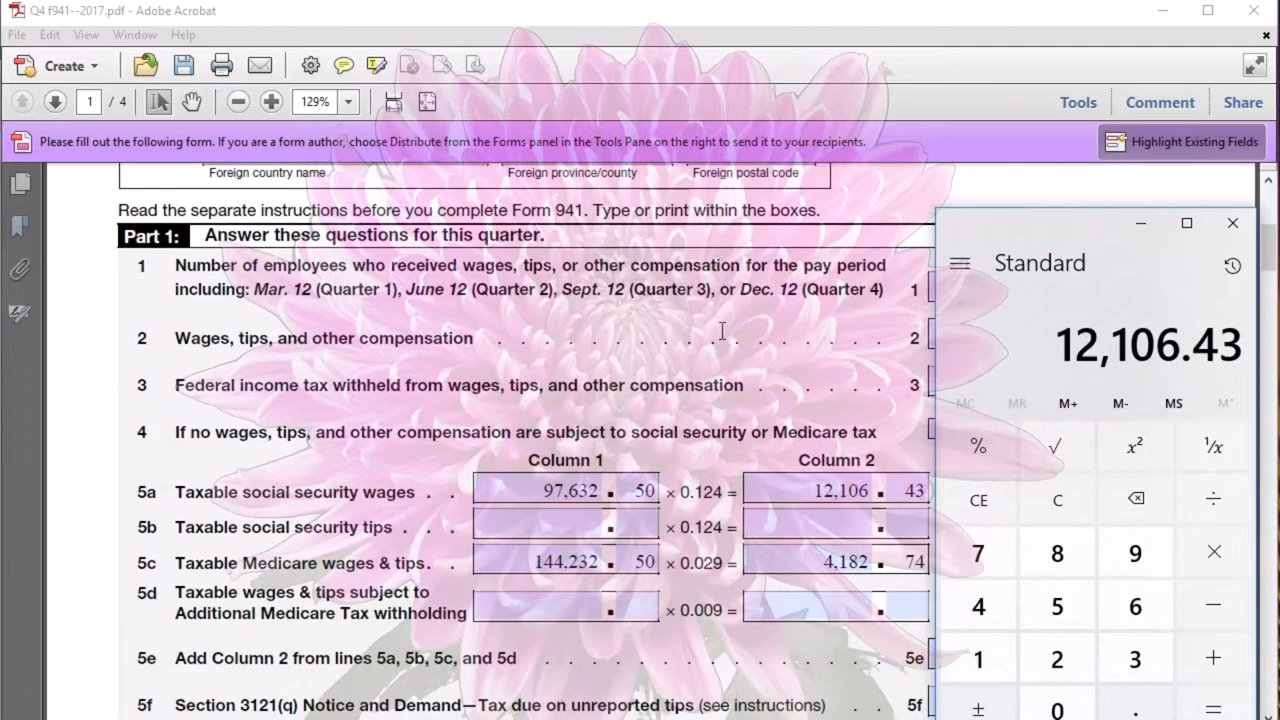 Q4 f941--2017.pdf - Adobe Acrobat
File Edit View Window Help
Create
1 / 4 129% Tools Comment Share
Please fill out the following form. If you are a form author, choose Distribute from the Forms panel in the Tools Pane on the right to send it to your recipients. Highlight Existing Fields
Foreign country name Foreign province/county Foreign postal code
Read the separate instructions before you complete Form 941. Type or print within the boxes.
Part 1: Answer these questions for this quarter.
1 Number of employees who received wages, tips, or other compensation for the pay period
including: Mar. 12 (Quarter 1), June 12 (Quarter 2), Sept. 12 (Quarter 3), or Dec. 12 (Quarter 4) 1
2 Wages, tips, and other compensation . . . . . . . . . . . . . . . . . 2
3 Federal income tax withheld from wages, tips, and other compensation . . . . . . 3
4 If no wages, tips, and other compensation are subject to social security or Medicare tax
Column 1 Column 2
5a Taxable social security wages . . 97,632 . 50 × 0.124 = 12,106 . 43
5b Taxable social security tips . . . . × 0.124 = .
5c Taxable Medicare wages & tips. . 144,232 . 50 × 0.029 = 4,182 . 74
5d Taxable wages & tips subject to
Additional Medicare Tax withholding . × 0.009 = .
5e Add Column 2 from lines 5a, 5b, 5c, and 5d . . . . . . . . . . . . . . . 5e
5f Section 3121(q) Notice and Demand—Tax due on unreported tips (see instructions) . . 5f
Standard
12,106.43
MC MR M+ M- MS M˅
% √ x² ¹/x
CE C ⌫ ÷
7 8 9 ×
4 5 6 −
1 2 3 +
± 0 . =